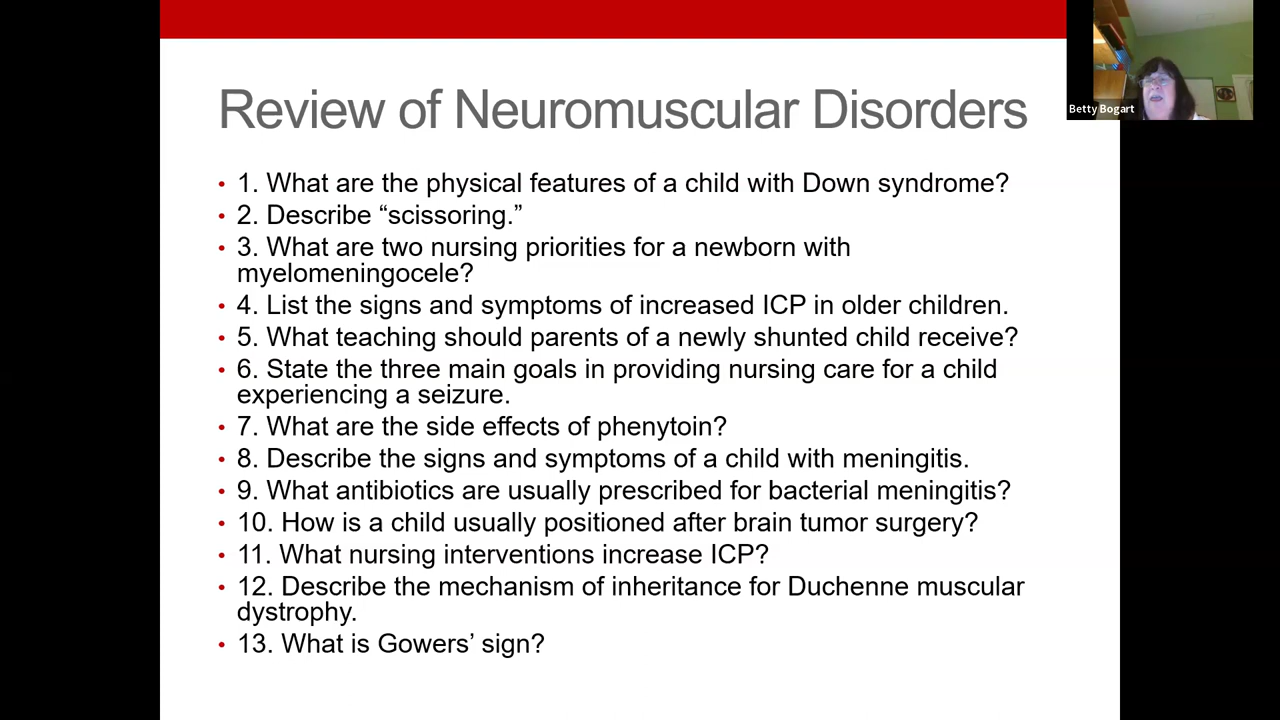 Review of Neuromuscular Disorders
Betty Bogart
• 1. What are the physical features of a child with Down syndrome?
• 2. Describe “scissoring.”
• 3. What are two nursing priorities for a newborn with
myelomeningocele?
• 4. List the signs and symptoms of increased ICP in older children.
• 5. What teaching should parents of a newly shunted child receive?
• 6. State the three main goals in providing nursing care for a child
experiencing a seizure.
• 7. What are the side effects of phenytoin?
• 8. Describe the signs and symptoms of a child with meningitis.
• 9. What antibiotics are usually prescribed for bacterial meningitis?
• 10. How is a child usually positioned after brain tumor surgery?
• 11. What nursing interventions increase ICP?
• 12. Describe the mechanism of inheritance for Duchenne muscular
dystrophy.
• 13. What is Gowers’ sign?